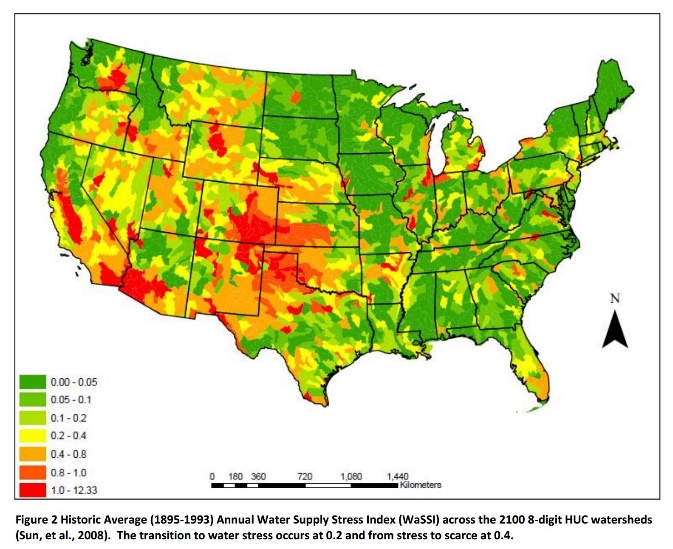 N
0.00 - 0.05
0.05 - 0.1
0.1 - 0.2
0.2 - 0.4
0.4 - 0.8
0.8 - 1.0
1.0 - 12.33
0 180 360 720 1,080 1,440
Kilometers
Figure 2 Historic Average (1895-1993) Annual Water Supply Stress Index (WaSSI) across the 2100 8-digit HUC watersheds
(Sun, et al., 2008). The transition to water stress occurs at 0.2 and from stress to scarce at 0.4.